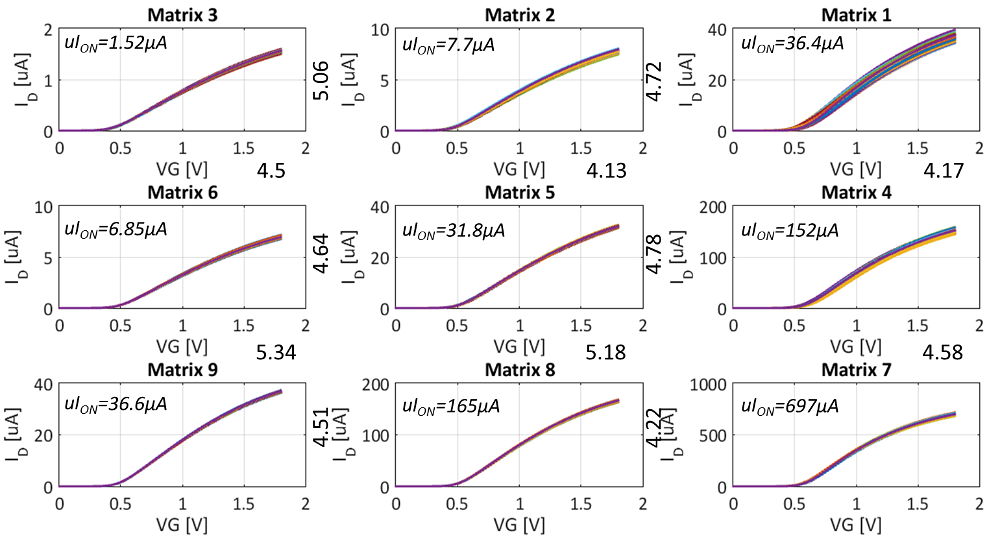 Matrix 3
uI_ON=1.52µA
I_D [uA]
2
1
0
0 0.5 1 1.5 2
VG [V]
5.06
4.5
Matrix 2
uI_ON=7.7µA
I_D [uA]
10
5
0
0 0.5 1 1.5 2
VG [V]
4.72
4.13
Matrix 1
uI_ON=36.4µA
I_D [uA]
40
20
0
0 0.5 1 1.5 2
VG [V]
4.17
Matrix 6
uI_ON=6.85µA
I_D [uA]
10
5
0
0 0.5 1 1.5 2
VG [V]
4.64
5.34
Matrix 5
uI_ON=31.8µA
I_D [uA]
40
20
0
0 0.5 1 1.5 2
VG [V]
4.78
5.18
Matrix 4
uI_ON=152µA
I_D [uA]
200
100
0
0 0.5 1 1.5 2
VG [V]
4.58
Matrix 9
uI_ON=36.6µA
I_D [uA]
40
20
0
0 0.5 1 1.5 2
VG [V]
4.51
Matrix 8
uI_ON=165µA
I_D [uA]
200
100
0
0 0.5 1 1.5 2
VG [V]
4.22
Matrix 7
uI_ON=697µA
I_D [uA]
1000
500
0
0 0.5 1 1.5 2
VG [V]